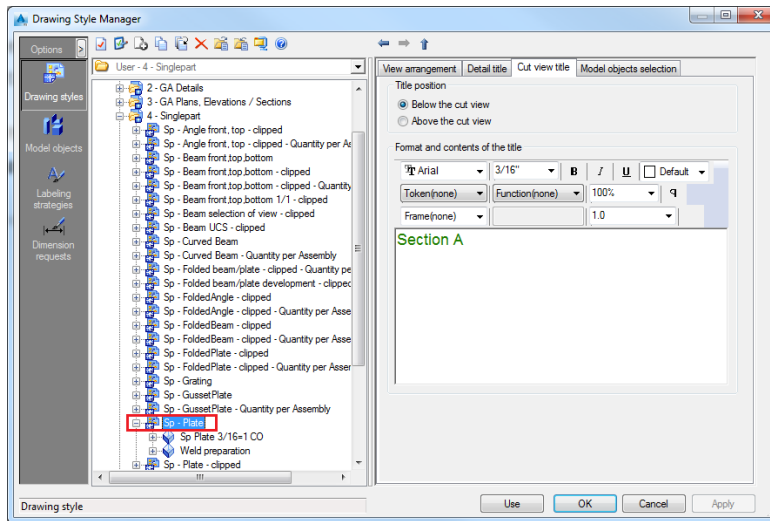 Drawing Style Manager
Options
Drawing styles
Model objects
Labeling
strategies
Dimension
requests
User - 4 - Singlepart
2 - GA Details
3 - GA Plans, Elevations / Sections
4 - Singlepart
Sp - Angle front, top - clipped
Sp - Angle front, top - clipped - Quantity per As
Sp - Beam front,top,bottom
Sp - Beam front,top,bottom - clipped
Sp - Beam front,top,bottom - clipped - Quantity
Sp - Beam front,top,bottom 1/1 - clipped
Sp - Beam selection of view - clipped
Sp - Beam UCS - clipped
Sp - Curved Beam
Sp - Curved Beam - Quantity per Assembly
Sp - Folded beam/plate - clipped - Quantity pe
Sp - Folded beam/plate development - clipped
Sp - FoldedAngle - clipped
Sp - FoldedAngle - clipped - Quantity per Asse
Sp - FoldedBeam - clipped
Sp - FoldedBeam - clipped - Quantity per Asse
Sp - FoldedPlate - clipped
Sp - FoldedPlate - clipped - Quantity per Assem
Sp - Grating
Sp - GussetPlate
Sp - GussetPlate - Quantity per Assembly
Sp - Plate
Sp Plate 3/16=1 CO
Weld preparation
Sp - Plate - clipped
View arrangement Detail title Cut view title Model objects selection
Title position
Below the cut view
Above the cut view
Format and contents of the title
Arial 3/16" B I U Default
Token(none) Function(none) 100%
Frame(none) 1.0
Section A
Drawing style
Use OK Cancel Apply